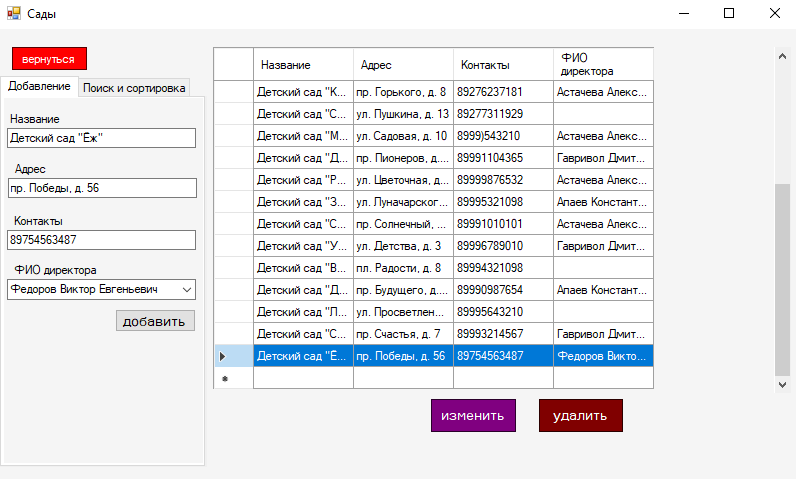 Сады
вернуться
Добавление
Поиск и сортировка
Название
Детский сад "Ёж"
Адрес
пр. Победы, д. 56
Контакты
89754563487
ФИО директора
Федоров Виктор Евгеньевич
добавить
Название Адрес Контакты ФИО
директора
Детский сад "К... пр. Горького, д. 8 89276237181 Астачева Алекс...
Детский сад "С... ул. Пушкина, д. 13 89277311929
Детский сад "М... ул. Садовая, д. 10 8999)543210 Астачева Алекс...
Детский сад "Д... пр. Пионеров, д.... 89991104365 Гавривол Дмит...
Детский сад "Р... ул. Цветочная, д... 89999876532 Астачева Алекс...
Детский сад "З... ул. Луначарског... 89995321098 Апаев Констант...
Детский сад "С... пр. Солнечный, ... 89991010101 Астачева Алекс...
Детский сад "У... ул. Детства, д. 3 89996789010 Гавривол Дмит...
Детский сад "В... пл. Радости, д. 8 89994321098
Детский сад "Д... пр. Будущего, д.... 89990987654 Апаев Констант...
Детский сад "П... ул. Просветлен... 89995643210
Детский сад "С... пр. Счастья, д. 7 89993214567 Гавривол Дмит...
Детский сад "Ё... пр. Победы, д. 56 89754563487 Федоров Викто...
изменить
удалить